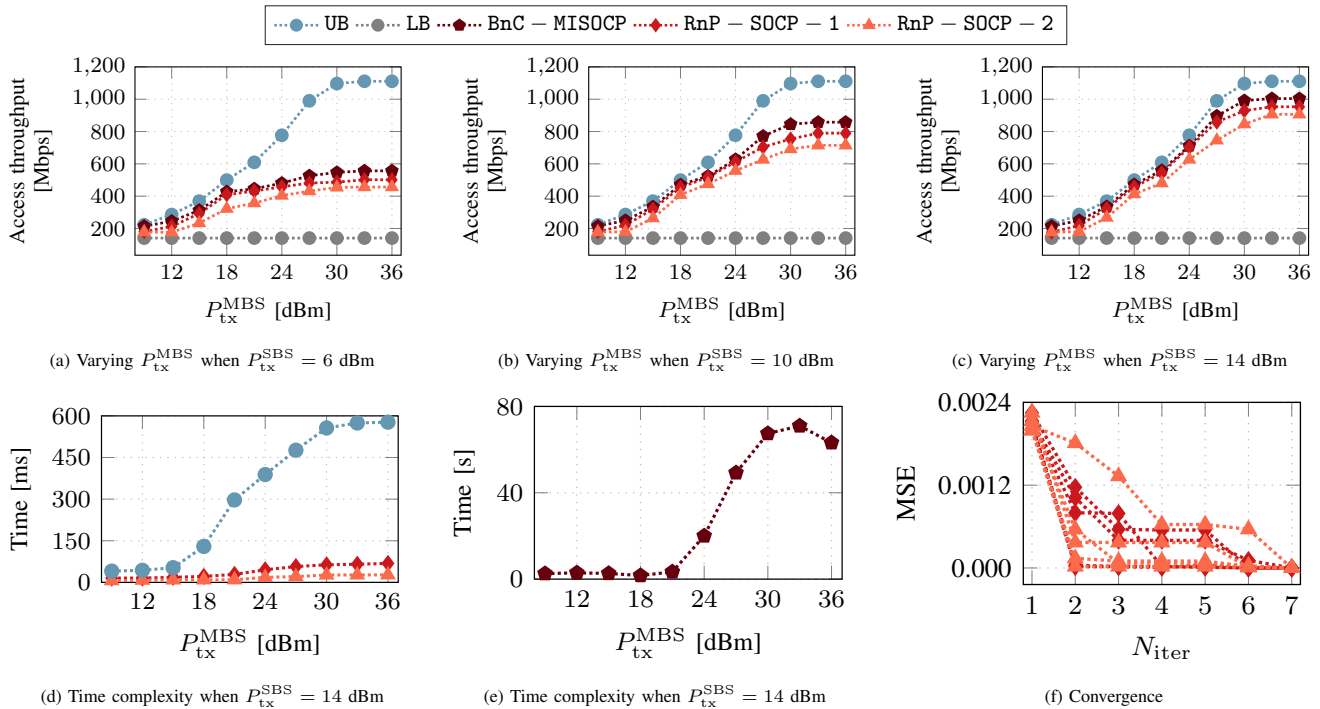 UB LB BnC − MISOCP RnP − SOCP − 1 RnP − SOCP − 2
Access throughput
[Mbps]
1,200
1,000
800
600
400
200
12 18 24 30 36
P_tx^MBS [dBm]
(a) Varying P_tx^MBS when P_tx^SBS = 6 dBm
Access throughput
[Mbps]
1,200
1,000
800
600
400
200
12 18 24 30 36
P_tx^MBS [dBm]
(b) Varying P_tx^MBS when P_tx^SBS = 10 dBm
Access throughput
[Mbps]
1,200
1,000
800
600
400
200
12 18 24 30 36
P_tx^MBS [dBm]
(c) Varying P_tx^MBS when P_tx^SBS = 14 dBm
Time [ms]
600
450
300
150
0
12 18 24 30 36
P_tx^MBS [dBm]
(d) Time complexity when P_tx^SBS = 14 dBm
Time [s]
80
40
0
12 18 24 30 36
P_tx^MBS [dBm]
(e) Time complexity when P_tx^SBS = 14 dBm
MSE
0.0024
0.0012
0.000
1 2 3 4 5 6 7
N_iter
(f) Convergence